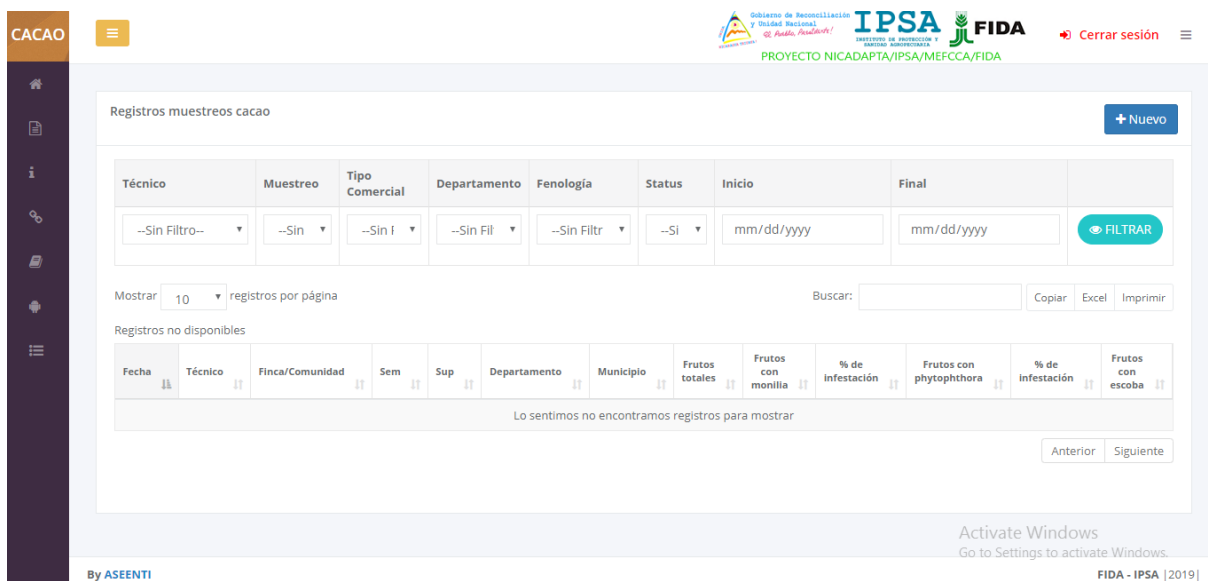 CACAO
Gobierno de Reconciliación
y Unidad Nacional
El Pueblo, Presidente!
IPSA
INSTITUTO DE PROTECCIÓN Y
SANIDAD AGROPECUARIA
FIDA
PROYECTO NICADAPTA/IPSA/MEFCCA/FIDA
Cerrar sesión
Registros muestreos cacao
+ Nuevo
Técnico Muestreo Tipo Comercial Departamento Fenología Status Inicio Final
--Sin Filtro-- --Sin --Sin F --Sin Fil --Sin Filtr --Si mm/dd/yyyy mm/dd/yyyy FILTRAR
Mostrar 10 registros por página Buscar: Copiar Excel Imprimir
Registros no disponibles
Fecha Técnico Finca/Comunidad Sem Sup Departamento Municipio Frutos totales Frutos con monilia % de infestación Frutos con phytophthora % de infestación Frutos con escoba
Lo sentimos no encontramos registros para mostrar
Anterior Siguiente
Activate Windows
Go to Settings to activate Windows.
By ASEENTI FIDA - IPSA |2019|